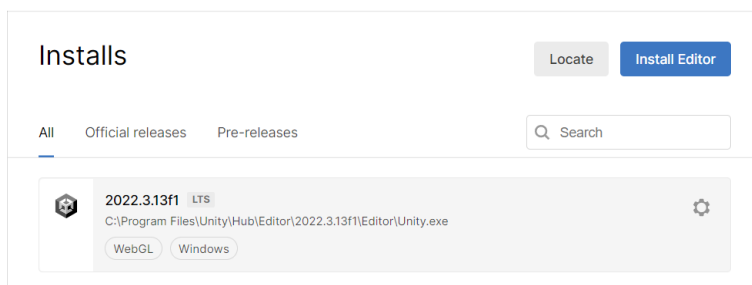 Installs
Locate
Install Editor
All
Official releases
Pre-releases
Search
2022.3.13f1 LTS
C:\Program Files\Unity\Hub\Editor\2022.3.13f1\Editor\Unity.exe
WebGL
Windows